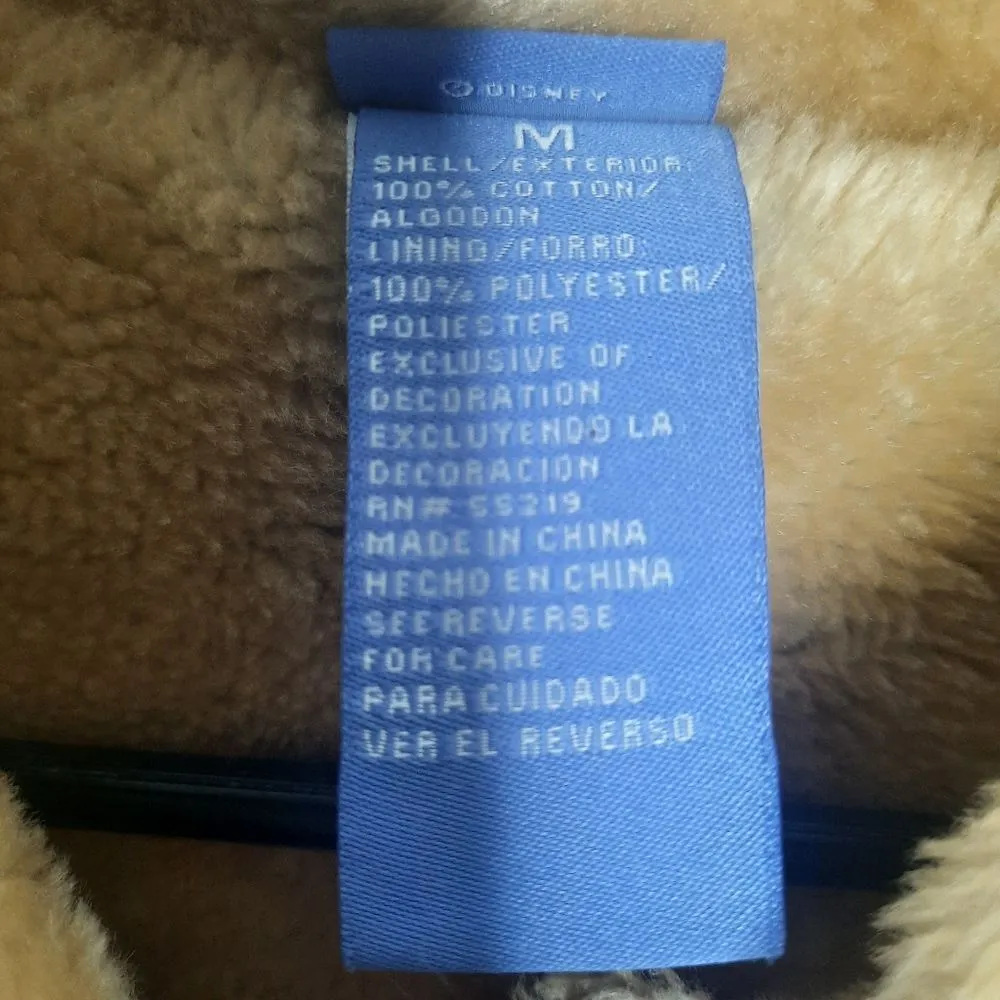 © DISNEY
M
SHELL/EXTERIOR:
100% COTTON/
ALGODON
LINING/FORRO:
100% POLYESTER/
POLIESTER
EXCLUSIVE OF
DECORATION
EXCLUYENDO LA
DECORACION
RN# 55219
MADE IN CHINA
HECHO EN CHINA
SEE REVERSE
FOR CARE
PARA CUIDADO
VER EL REVERSO